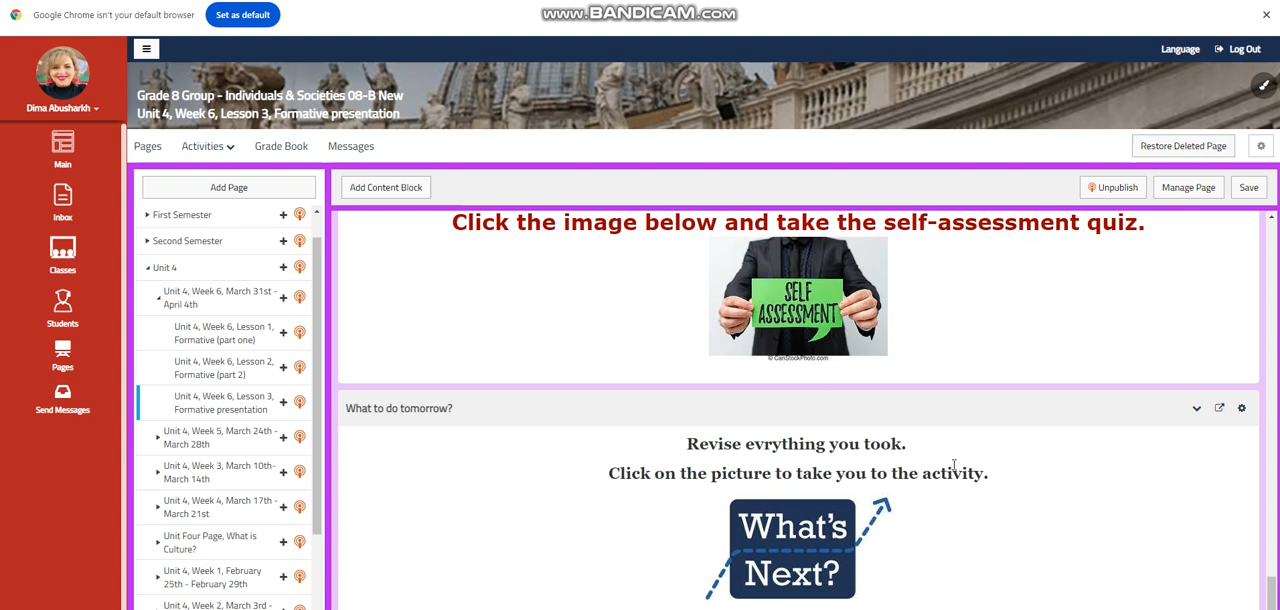 Google Chrome isn't your default browser
Set as default
www.BANDICAM.com
Language
Log Out
Dima Abusharkh
Grade 8 Group - Individuals & Societies 08-B New
Unit 4, Week 6, Lesson 3, Formative presentation
Pages
Activities
Grade Book
Messages
Restore Deleted Page
Main
Inbox
Classes
Students
Pages
Send Messages
Add Page
First Semester
Second Semester
Unit 4
Unit 4, Week 6, March 31st -
April 4th
Unit 4, Week 6, Lesson 1,
Formative (part one)
Unit 4, Week 6, Lesson 2,
Formative (part 2)
Unit 4, Week 6, Lesson 3,
Formative presentation
Unit 4, Week 5, March 24th -
March 28th
Unit 4, Week 3, March 10th-
March 14th
Unit 4, Week 4, March 17th -
March 21st
Unit Four Page, What is
Culture?
Unit 4, Week 1, February
25th - February 29th
Unit 4, Week 2, March 3rd -
Add Content Block
Unpublish
Manage Page
Save
Click the image below and take the self-assessment quiz.
SELF
ASSESSMENT
© CanStockPhoto.com
What to do tomorrow?
Revise evrything you took.
Click on the picture to take you to the activity.
What's
Next?